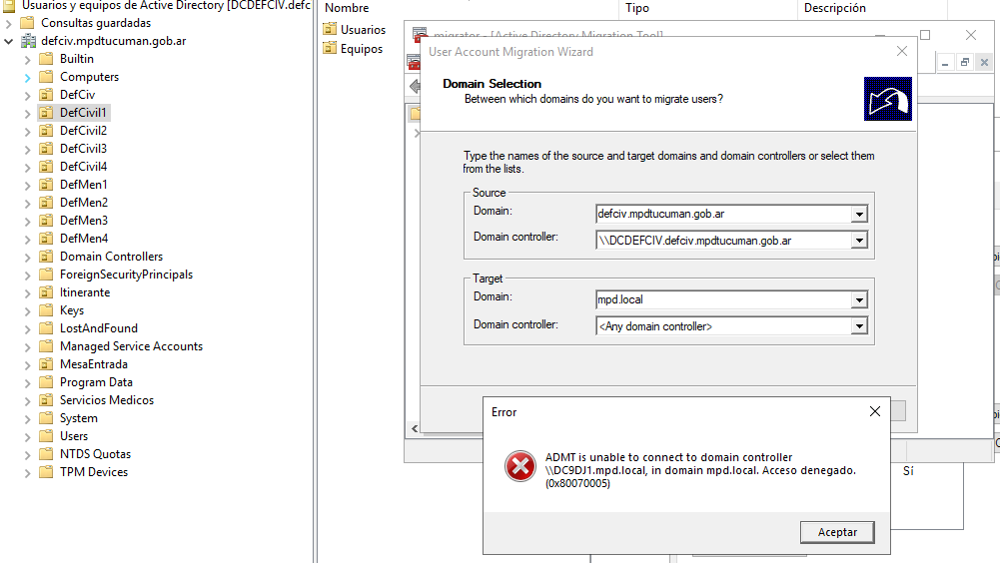 Usuarios y equipos de Active Directory [DCDEFCIV.defc
Consultas guardadas
defciv.mpdtucuman.gob.ar
Builtin
Computers
DefCiv
DefCivil1
DefCivil2
DefCivil3
DefCivil4
DefMen1
DefMen2
DefMen3
DefMen4
Domain Controllers
ForeignSecurityPrincipals
Itinerante
Keys
LostAndFound
Managed Service Accounts
MesaEntrada
Program Data
Servicios Medicos
System
Users
NTDS Quotas
TPM Devices
Nombre
Tipo
Descripción
Usuarios
Equipos
migrator - [Active Directory Migration Tool]
User Account Migration Wizard
Domain Selection
Between which domains do you want to migrate users?
Type the names of the source and target domains and domain controllers or select them
from the lists.
Source
Domain:
defciv.mpdtucuman.gob.ar
Domain controller:
\\DCDEFCIV.defciv.mpdtucuman.gob.ar
Target
Domain:
mpd.local
Domain controller:
<Any domain controller>
Error
ADMT is unable to connect to domain controller
\\DC9DJ1.mpd.local, in domain mpd.local. Acceso denegado.
(0x80070005)
Aceptar
Sí